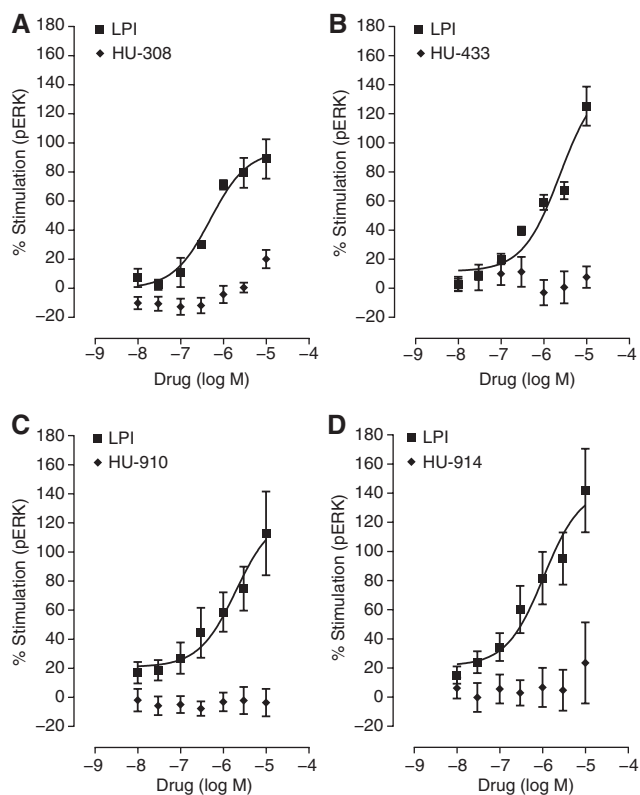 A
180
160
140
120
100
80
60
40
20
0
−20
% Stimulation (pERK)
LPI
HU-308
−9 −8 −7 −6 −5 −4
Drug (log M)
B
180
160
140
120
100
80
60
40
20
0
−20
% Stimulation (pERK)
LPI
HU-433
−9 −8 −7 −6 −5 −4
Drug (log M)
C
180
160
140
120
100
80
60
40
20
0
20
% Stimulation (pERK)
LPI
HU-910
−9 −8 −7 −6 −5 −4
Drug (log M)
D
180
160
140
120
100
80
60
40
20
0
20
% Stimulation (pERK)
LPI
HU-914
−9 −8 −7 −6 −5 −4
Drug (log M)